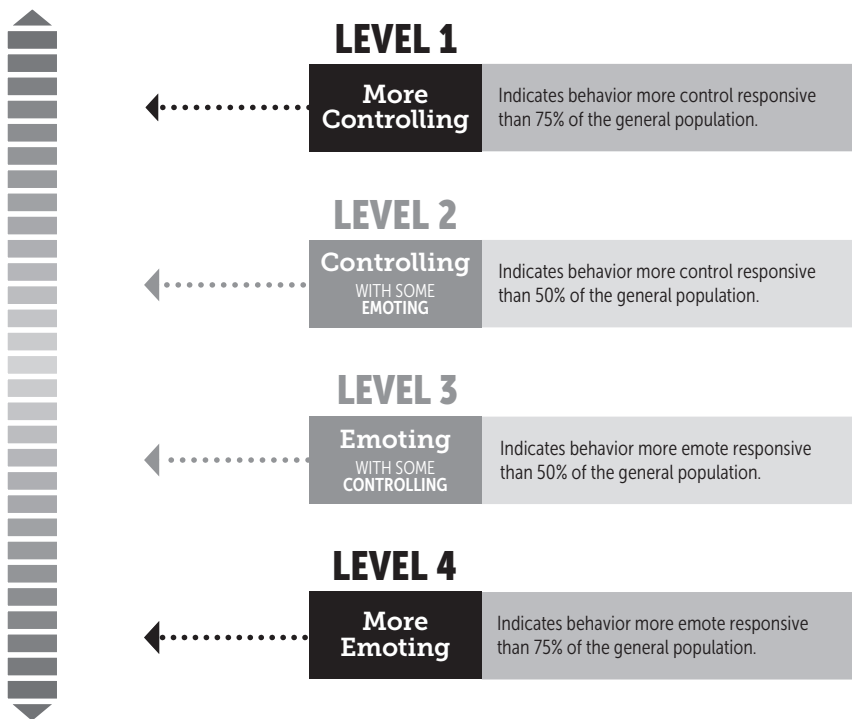 LEVEL 1
More
Controlling
Indicates behavior more control responsive
than 75% of the general population.
LEVEL 2
Controlling
WITH SOME
EMOTING
Indicates behavior more control responsive
than 50% of the general population.
LEVEL 3
Emoting
WITH SOME
CONTROLLING
Indicates behavior more emote responsive
than 50% of the general population.
LEVEL 4
More
Emoting
Indicates behavior more emote responsive
than 75% of the general population.